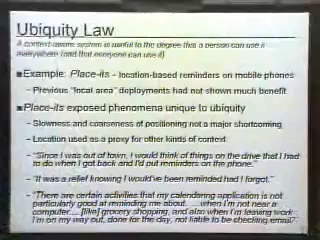 Ubiquity Law
A context-aware system is useful to the degree that a person can use it
everywhere (and that everyone can use it)
Example: Place-its - location-based reminders on mobile phones
– Previous "local area" deployments had not shown much benefit
Place-its exposed phenomena unique to ubiquity
– Slowness and coarseness of positioning not a major shortcoming
– Location used as a proxy for other kinds of context
– "Since I was out of town, I would think of things on the drive that I had
to do when I got back and I'd put reminders on the phone."
– "It was a relief knowing I would've been reminded had I forgot."
– "There are certain activities that my calendaring application is not
particularly good at reminding me about. ... when I'm not near a
computer.... [like] grocery shopping, and also when I'm leaving work
I'm on my way out, done for the day, not liable to be checking email."